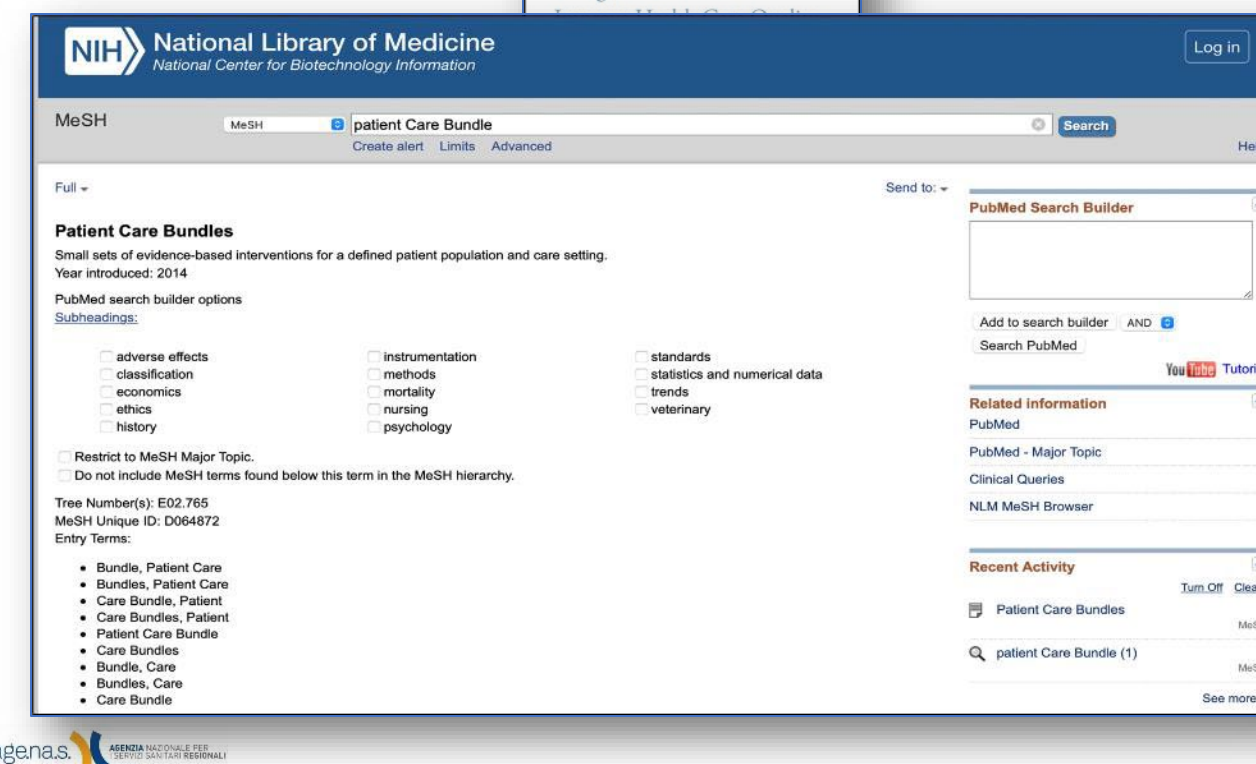 NIH National Library of Medicine
National Center for Biotechnology Information
Log in
MeSH
MeSH
patient Care Bundle
Search
Create alert Limits Advanced
Full
Send to:
Patient Care Bundles
Small sets of evidence-based interventions for a defined patient population and care setting.
Year introduced: 2014
PubMed search builder options
Subheadings:
adverse effects
classification
economics
ethics
history
instrumentation
methods
mortality
nursing
psychology
standards
statistics and numerical data
trends
veterinary
Restrict to MeSH Major Topic.
Do not include MeSH terms found below this term in the MeSH hierarchy.
Tree Number(s): E02.765
MeSH Unique ID: D064872
Entry Terms:
• Bundle, Patient Care
• Bundles, Patient Care
• Care Bundle, Patient
• Care Bundles, Patient
• Patient Care Bundle
• Care Bundles
• Bundle, Care
• Bundles, Care
• Care Bundle
PubMed Search Builder
Add to search builder AND
Search PubMed
YouTube Tutori
Related information
PubMed
PubMed - Major Topic
Clinical Queries
NLM MeSH Browser
Recent Activity
Turn Off Clea
Patient Care Bundles
patient Care Bundle (1)
See more
agenas. AGENZIA NAZIONALE PER
I SERVIZI SANITARI REGIONALI